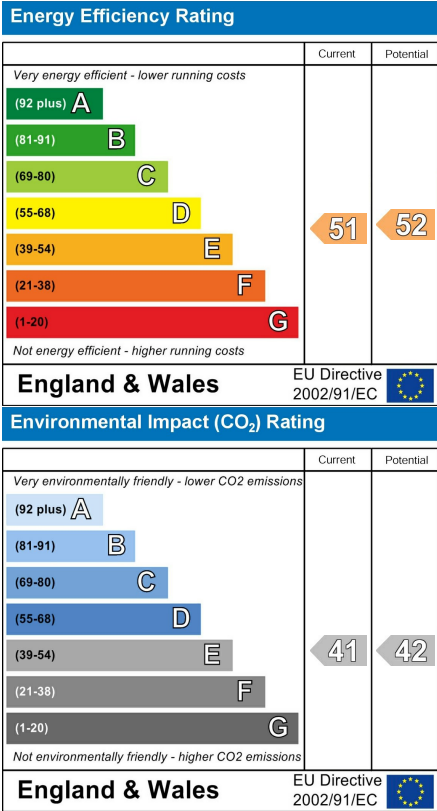 Energy Efficiency Rating
Current Potential
Very energy efficient - lower running costs
(92 plus) A
(81-91) B
(69-80) C
(55-68) D
(39-54) E
(21-38) F
(1-20) G
51 52
Not energy efficient - higher running costs
England & Wales
EU Directive
2002/91/EC
Environmental Impact (CO₂) Rating
Current Potential
Very environmentally friendly - lower CO2 emissions
(92 plus) A
(81-91) B
(69-80) C
(55-68) D
(39-54) E
(21-38) F
(1-20) G
41 42
Not environmentally friendly - higher CO2 emissions
England & Wales
EU Directive
2002/91/EC